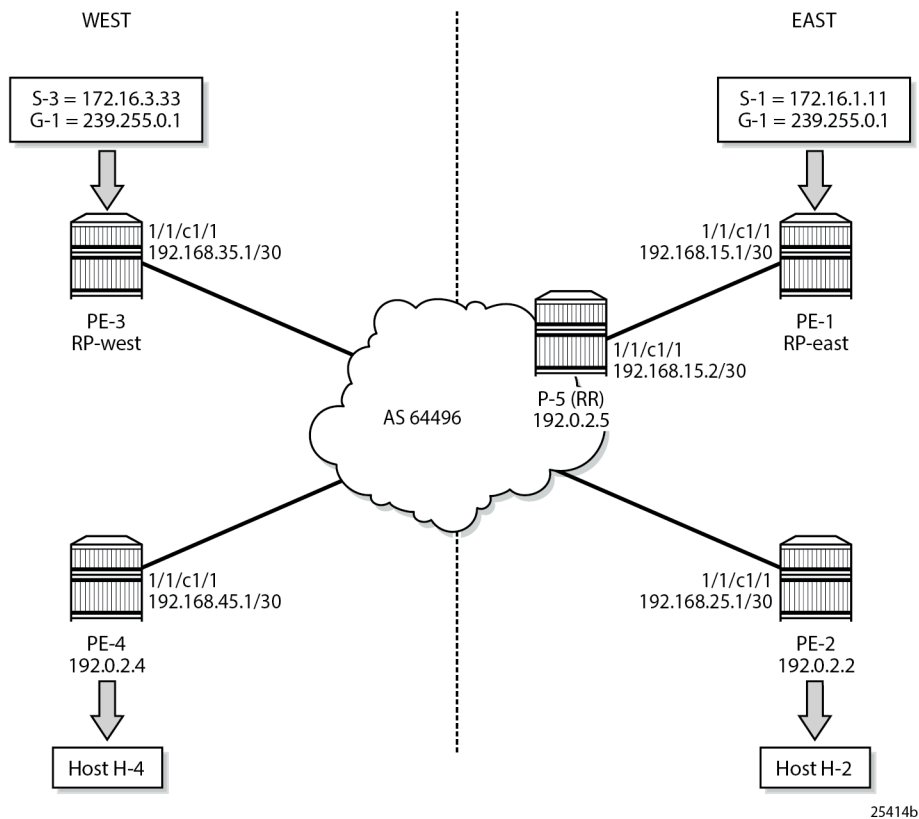 WEST
EAST
S-3 = 172.16.3.33
G-1 = 239.255.0.1
S-1 = 172.16.1.11
G-1 = 239.255.0.1
1/1/c1/1
192.168.35.1/30
1/1/c1/1
192.168.15.1/30
PE-3
RP-west
PE-1
RP-east
1/1/c1/1
192.168.15.2/30
P-5 (RR)
192.0.2.5
AS 64496
1/1/c1/1
192.168.45.1/30
1/1/c1/1
192.168.25.1/30
PE-4
192.0.2.4
PE-2
192.0.2.2
Host H-4
Host H-2
25414b